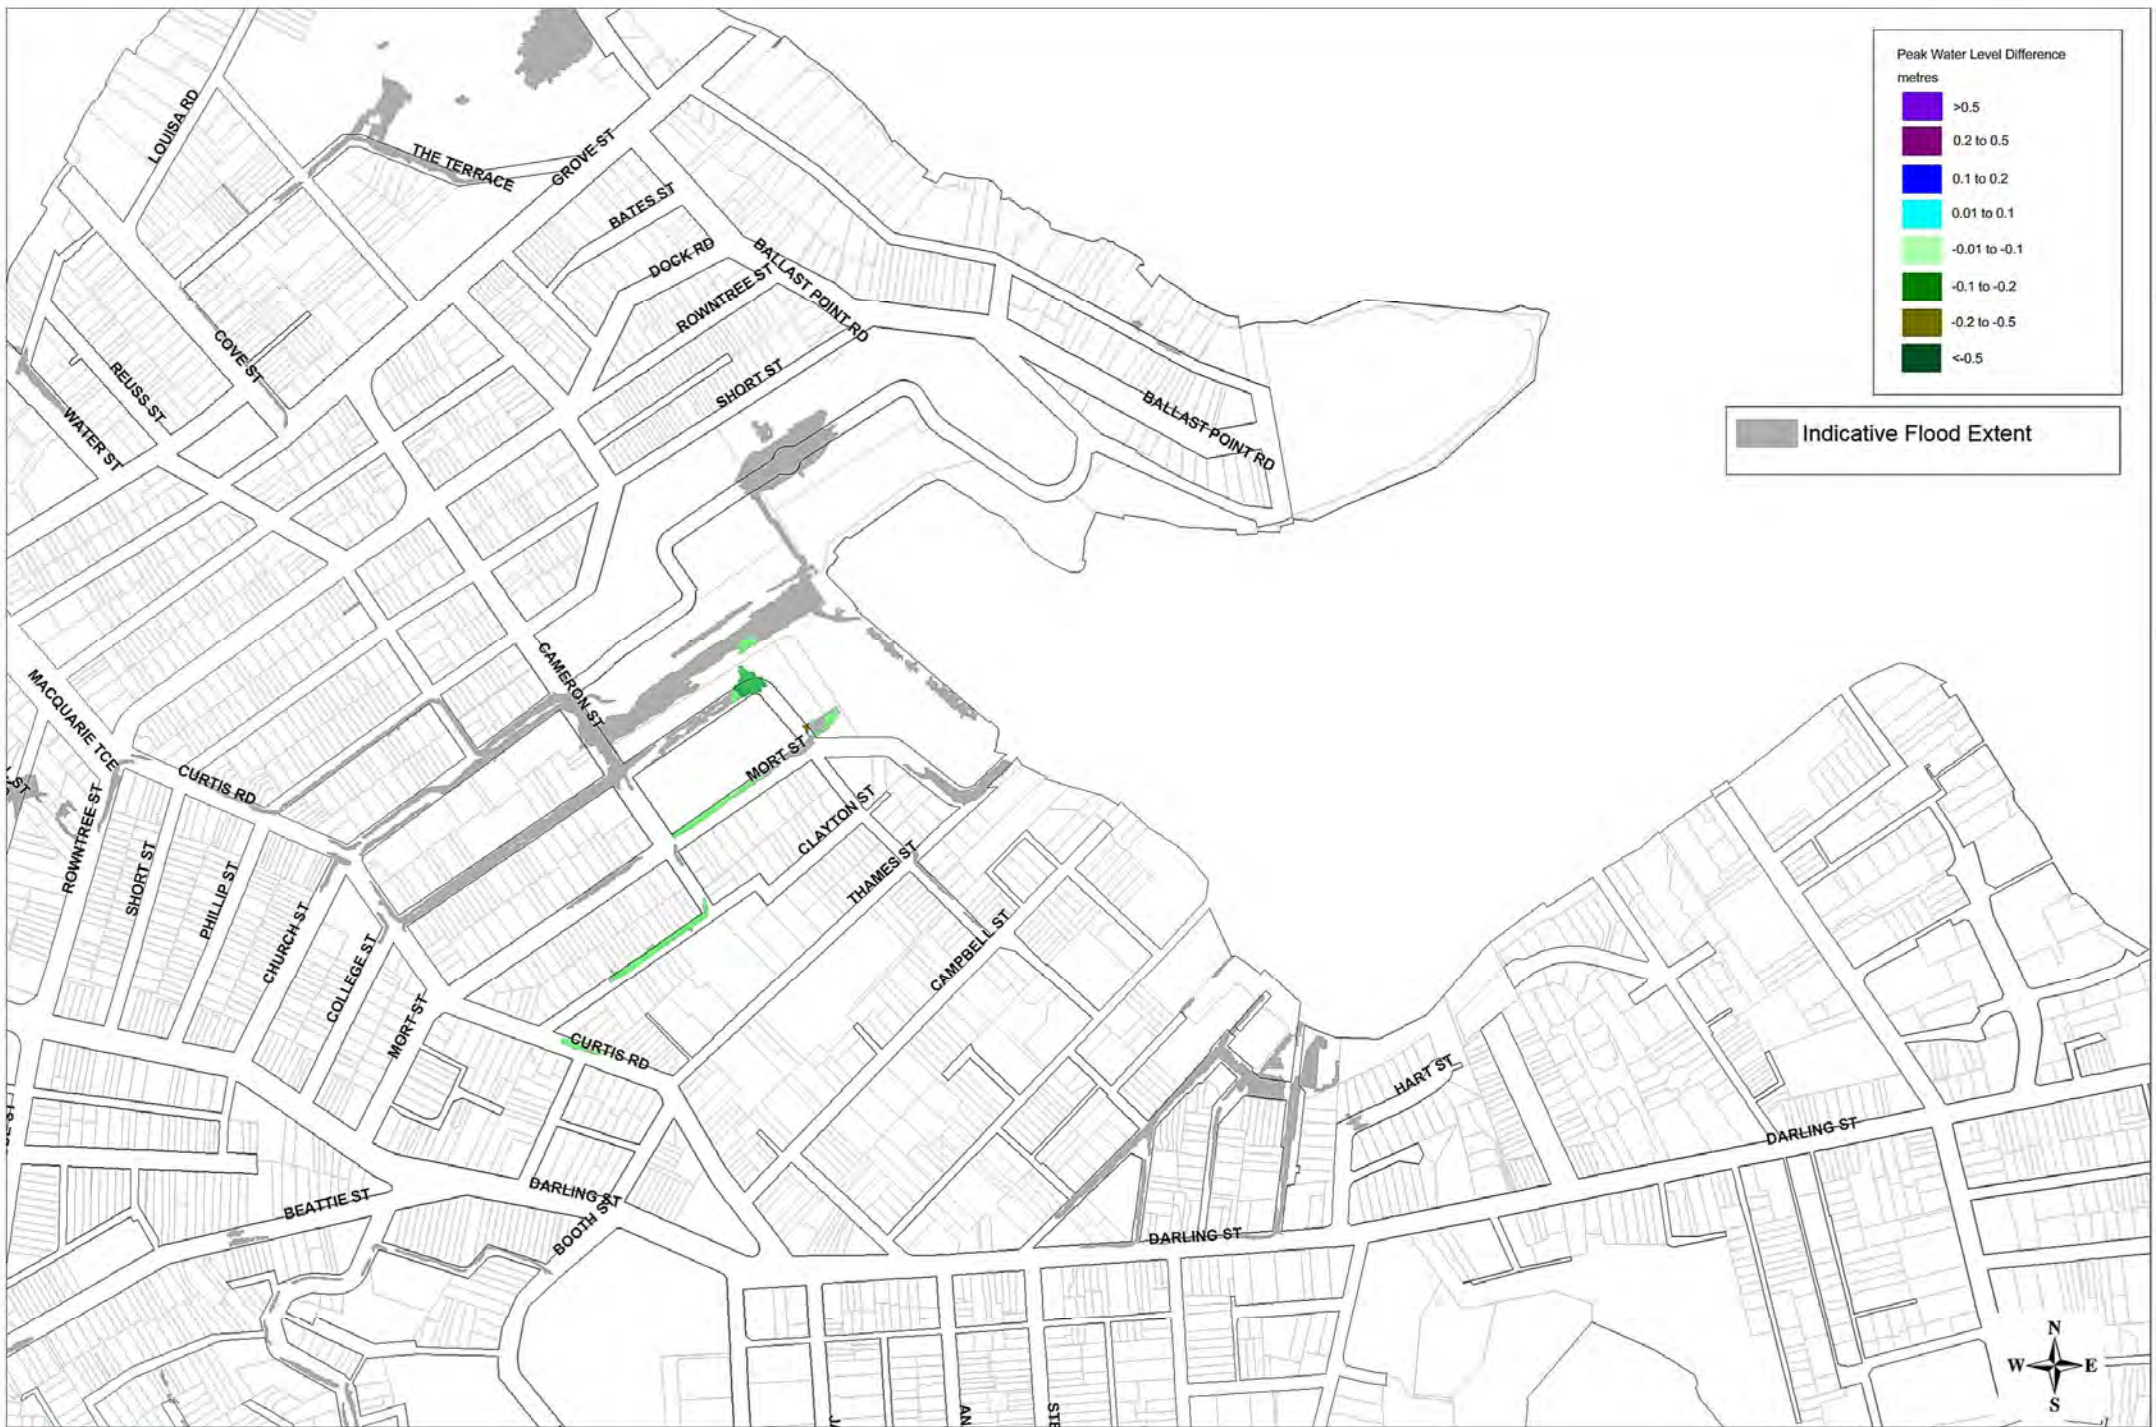 Peak Water Level Difference
metres
>0.5
0.2 to 0.5
0.1 to 0.2
0.01 to 0.1
-0.01 to -0.1
-0.1 to -0.2
-0.2 to -0.5
<-0.5
Indicative Flood Extent
LOUISA RD
THE TERRACE
GROVE ST
BATES ST
DOCK RD
ROWNTREE ST
BALLAST POINT RD
SHORT ST
COVE ST
REUSS ST
WATER ST
BALLAST POINT RD
CAMERON ST
MACQUARIE TCE
CURTIS RD
MORT ST
CLAYTON ST
THAMES ST
ROWNTREE ST
SHORT ST
PHILLIP ST
CHURCH ST
COLLEGE ST
MORT ST
CAMPBELL ST
CURTIS RD
HART ST
DARLING ST
DARLING ST
BEATTIE ST
BOOTH ST
DARLING ST
AN
STE
N
W E
S